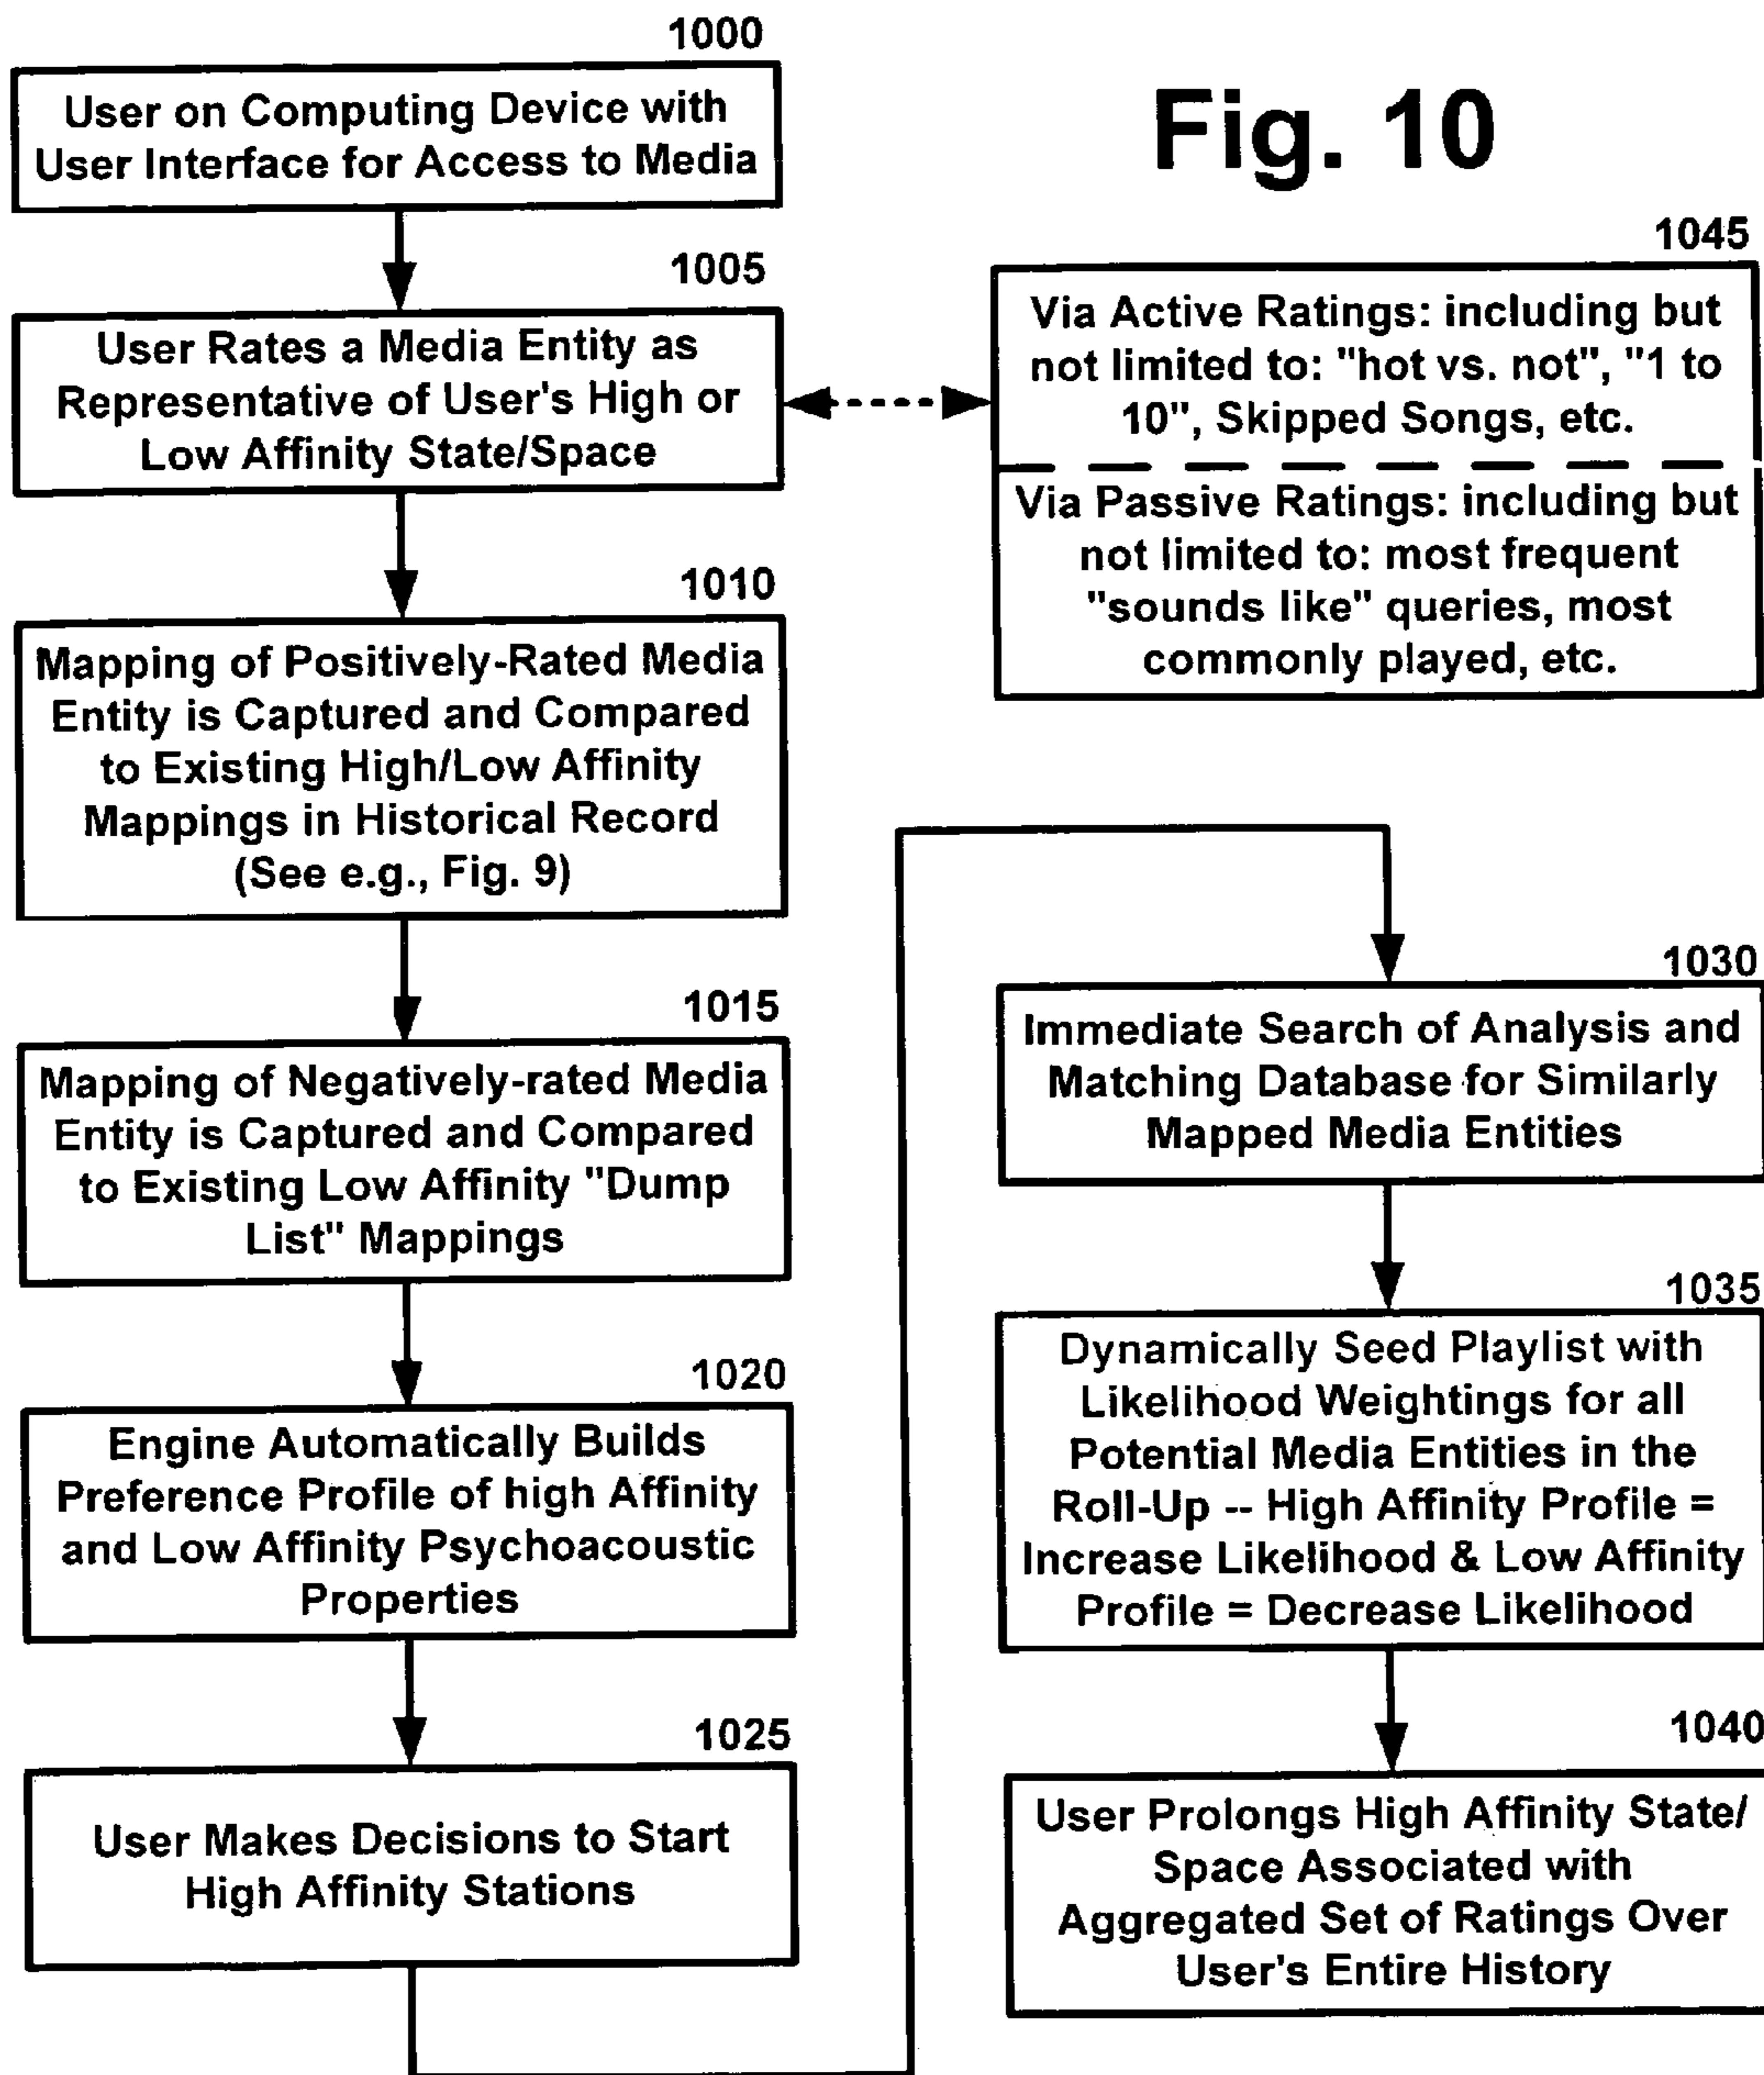 Fig. 10
1000
User on Computing Device with
User Interface for Access to Media
1005
User Rates a Media Entity as
Representative of User's High or
Low Affinity State/Space
1045
Via Active Ratings: including but
not limited to: "hot vs. not", "1 to
10", Skipped Songs, etc.
Via Passive Ratings: including but
not limited to: most frequent
"sounds like" queries, most
commonly played, etc.
1010
Mapping of Positively-Rated Media
Entity is Captured and Compared
to Existing High/Low Affinity
Mappings in Historical Record
(See e.g., Fig. 9)
1015
Mapping of Negatively-rated Media
Entity is Captured and Compared
to Existing Low Affinity "Dump
List" Mappings
1020
Engine Automatically Builds
Preference Profile of high Affinity
and Low Affinity Psychoacoustic
Properties
1025
User Makes Decisions to Start
High Affinity Stations
1030
Immediate Search of Analysis and
Matching Database for Similarly
Mapped Media Entities
1035
Dynamically Seed Playlist with
Likelihood Weightings for all
Potential Media Entities in the
Roll-Up -- High Affinity Profile =
Increase Likelihood & Low Affinity
Profile = Decrease Likelihood
1040
User Prolongs High Affinity State/
Space Associated with
Aggregated Set of Ratings Over
User's Entire History